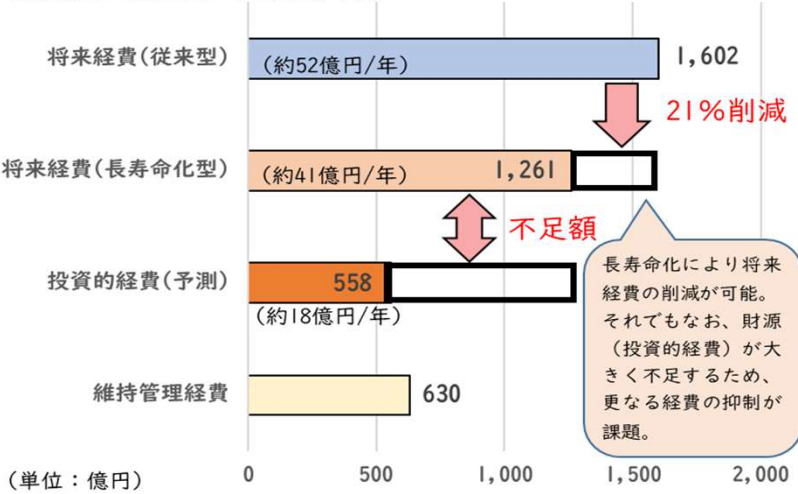 将来経費(従来型)
(約52億円/年)
1,602
21%削減
将来経費(長寿命化型)
(約41億円/年)
1,261
不足額
投資的経費(予測)
558
(約18億円/年)
長寿命化により将来
経費の削減が可能。
それでもなお、財源
(投資的経費)が大
きく不足するため、
更なる経費の抑制が
課題。
維持管理経費
630
(単位:億円)
0
500
1,000
1,500
2,000